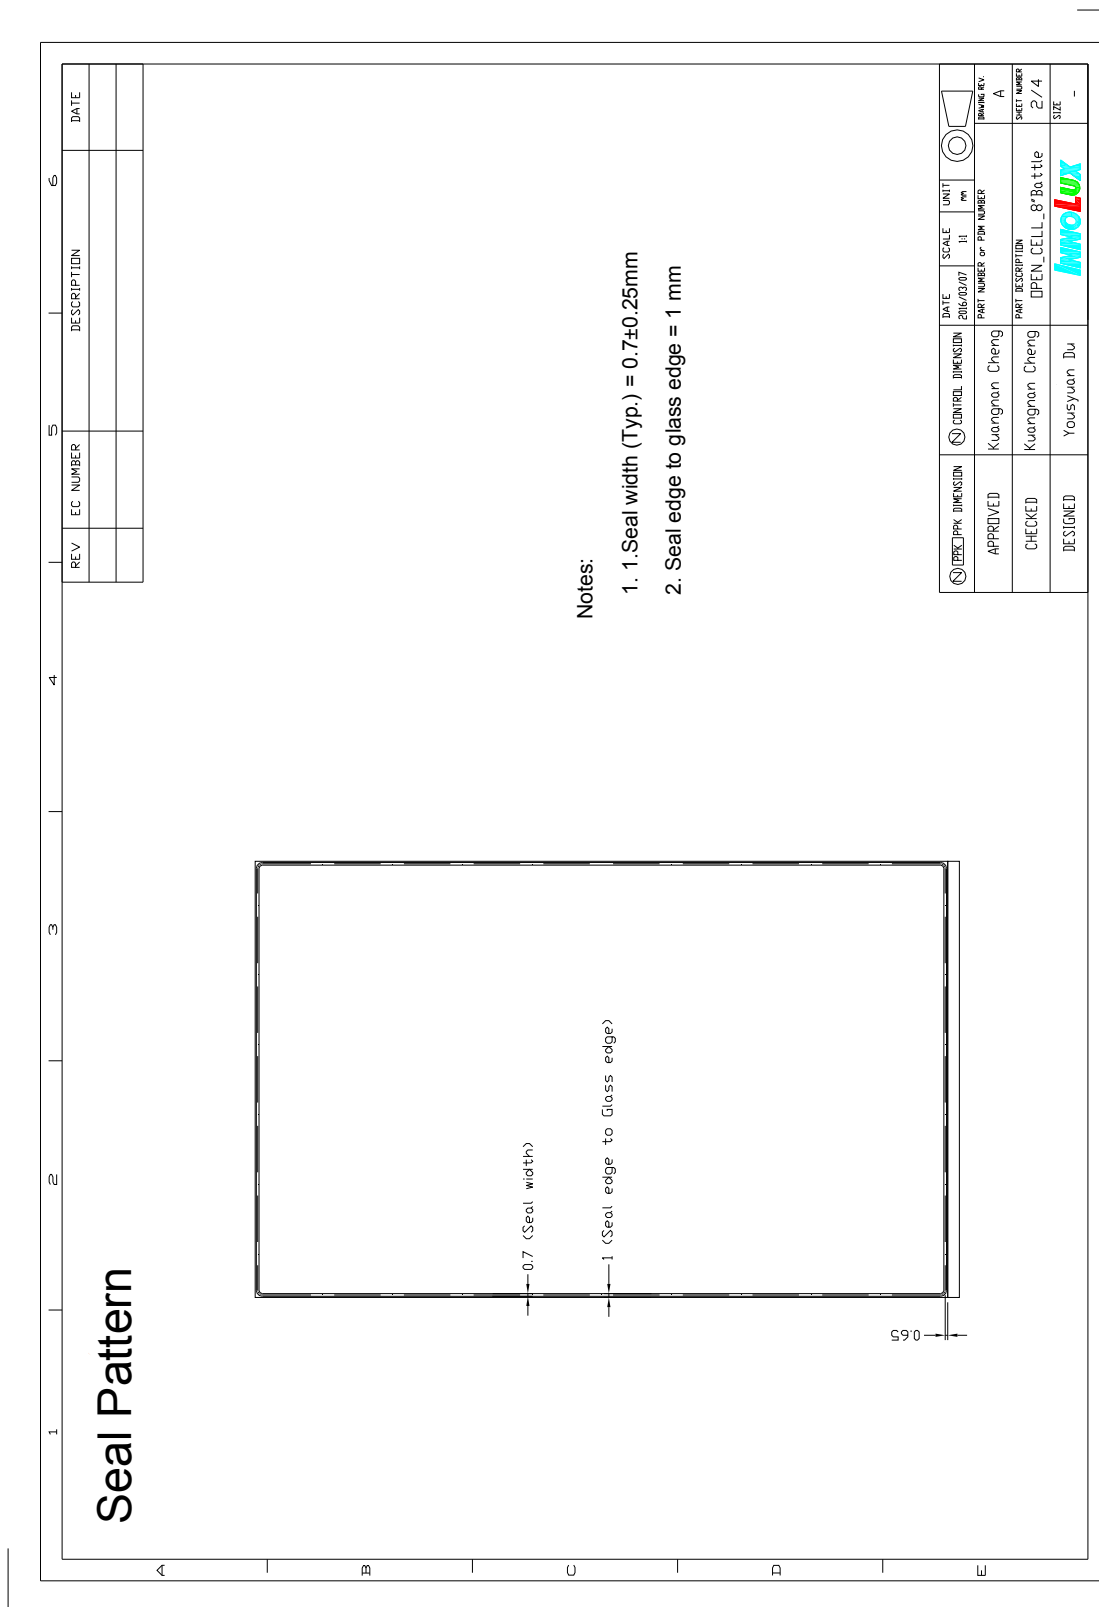 Seal Pattern
1
2
3
4
5
6
A
B
C
D
E
REV
EC NUMBER
DESCRIPTION
DATE
0.7 (Seal width)
1 (Seal edge to Glass edge)
0.65
Notes:
1. 1.Seal width (Typ.) = 0.7±0.25mm
2. Seal edge to glass edge = 1 mm
N PPK PPK DIMENSION
N CONTROL DIMENSION
DATE
2016/03/07
SCALE
1:1
UNIT
mm
APPROVED
Kuangnan Cheng
PART NUMBER or PDM NUMBER
DRAWING REV.
A
CHECKED
Kuangnan Cheng
PART DESCRIPTION
OPEN_CELL_8"Battle
SHEET NUMBER
2/4
DESIGNED
Yousyuan Du
INNOLUX
SIZE
-